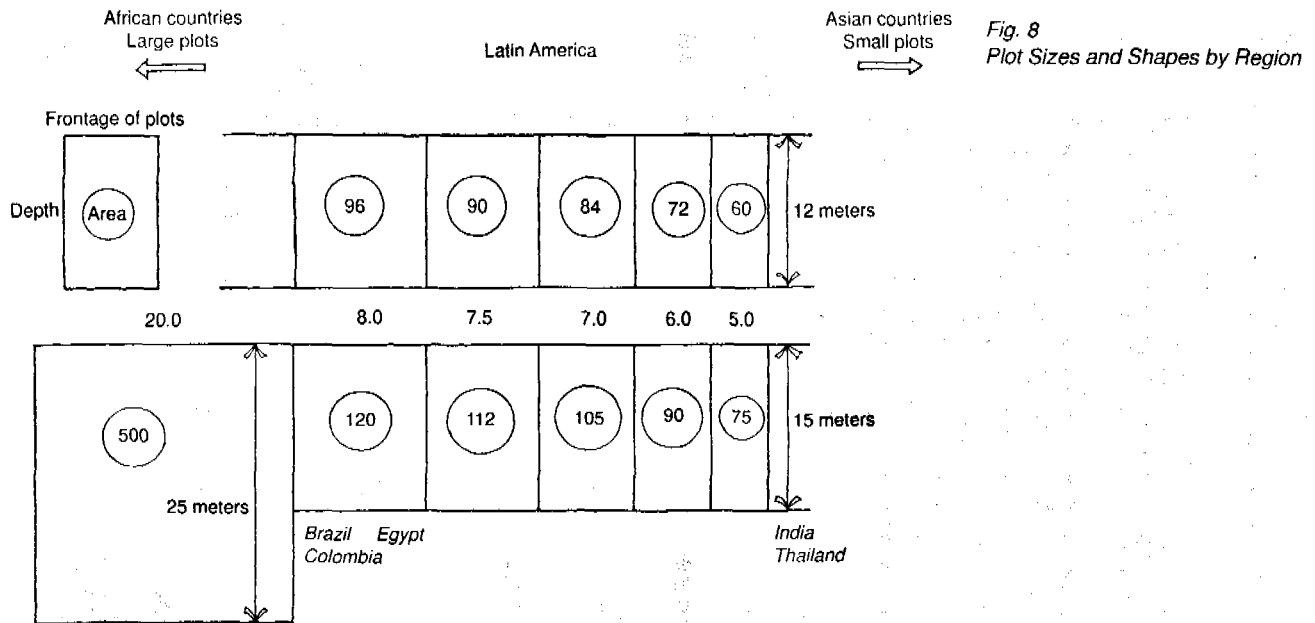 African countries
Large plots
Latin America
Asian countries
Small plots
Fig. 8
Plot Sizes and Shapes by Region
Frontage of plots
Depth
Area
96
90
84
72
60
12 meters
20.0
8.0
7.5
7.0
6.0
5.0
500
25 meters
120
112
105
90
75
15 meters
Brazil Egypt
Colombia
India
Thailand